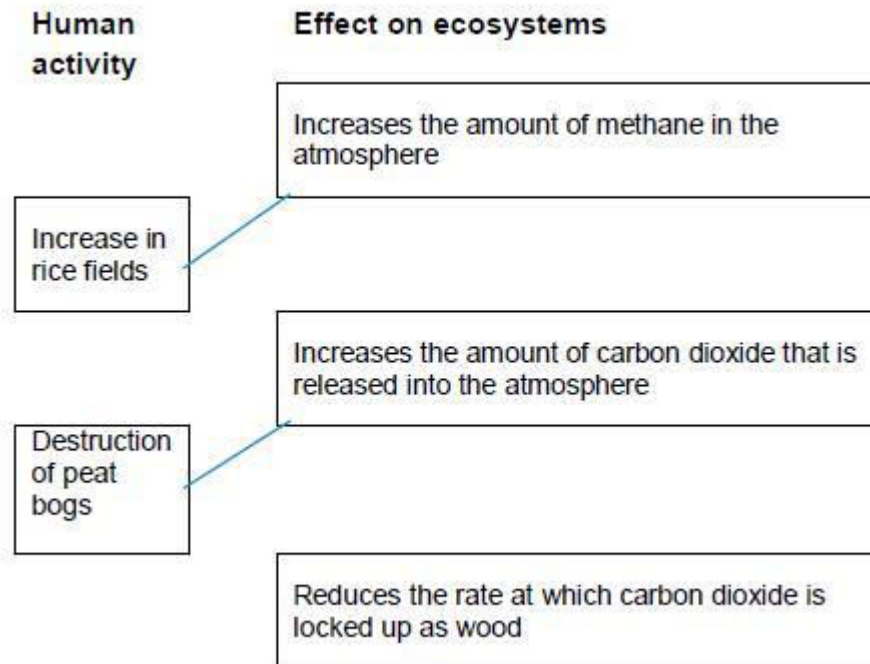 Human
activity
Effect on ecosystems
Increases the amount of methane in the
atmosphere
Increase in
rice fields
Increases the amount of carbon dioxide that is
released into the atmosphere
Destruction
of peat
bogs
Reduces the rate at which carbon dioxide is
locked up as wood